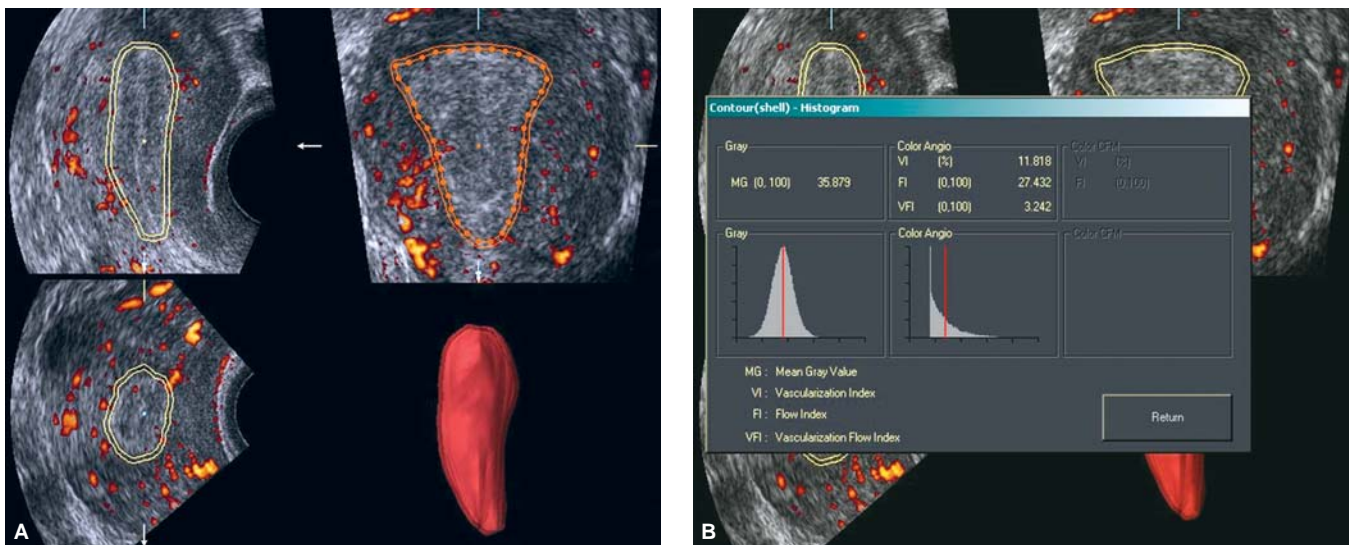 A
B
Contour(shell) - Histogram
Gray
MG (0, 100) 35.879
Color Angio
VI (%) 11.818
FI (0,100) 27.432
VFI (0,100) 3.242
Color CFM
VI (%)
FI (0,100)
Gray
Color Angio
Color CFM
MG : Mean Gray Value
VI : Vascularization Index
FI : Flow Index
VFI : Vascularization Flow Index
Return